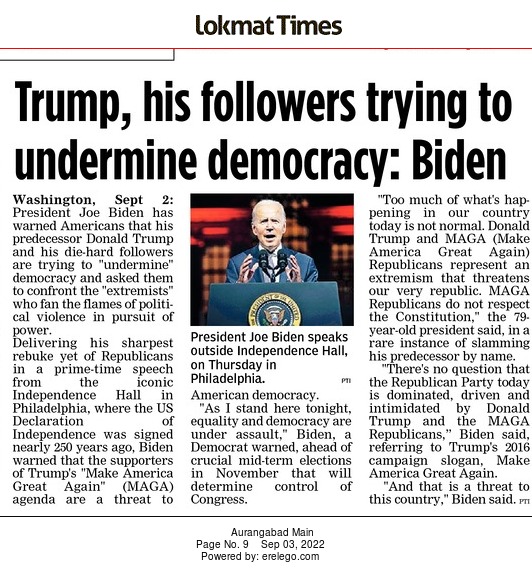 Lokmat Times
Trump, his followers trying to
undermine democracy: Biden
Washington, Sept 2:
President Joe Biden has
warned Americans that his
predecessor Donald Trump
and his die-hard followers
are trying to "undermine"
democracy and asked them
to confront the "extremists"
who fan the flames of politi-
cal violence in pursuit of
power.
Delivering his sharpest
rebuke yet of Republicans
in a prime-time speech
from the iconic
Independence Hall in
Philadelphia, where the US
Declaration of
Independence was signed
nearly 250 years ago, Biden
warned that the supporters
of Trump's "Make America
Great Again" (MAGA)
agenda are a threat to
President Joe Biden speaks
outside Independence Hall,
on Thursday in
Philadelphia. PTI
American democracy.
"As I stand here tonight,
equality and democracy are
under assault," Biden, a
Democrat warned, ahead of
crucial mid-term elections
in November that will
determine control of
Congress.
"Too much of what's hap-
pening in our country
today is not normal. Donald
Trump and MAGA (Make
America Great Again)
Republicans represent an
extremism that threatens
our very republic. MAGA
Republicans do not respect
the Constitution," the 79-
year-old president said, in a
rare instance of slamming
his predecessor by name.
"There's no question that
the Republican Party today
is dominated, driven and
intimidated by Donald
Trump and the MAGA
Republicans,” Biden said,
referring to Trump's 2016
campaign slogan, Make
America Great Again.
"And that is a threat to
this country," Biden said. PTI
Aurangabad Main
Page No. 9 Sep 03, 2022
Powered by: erelego.com